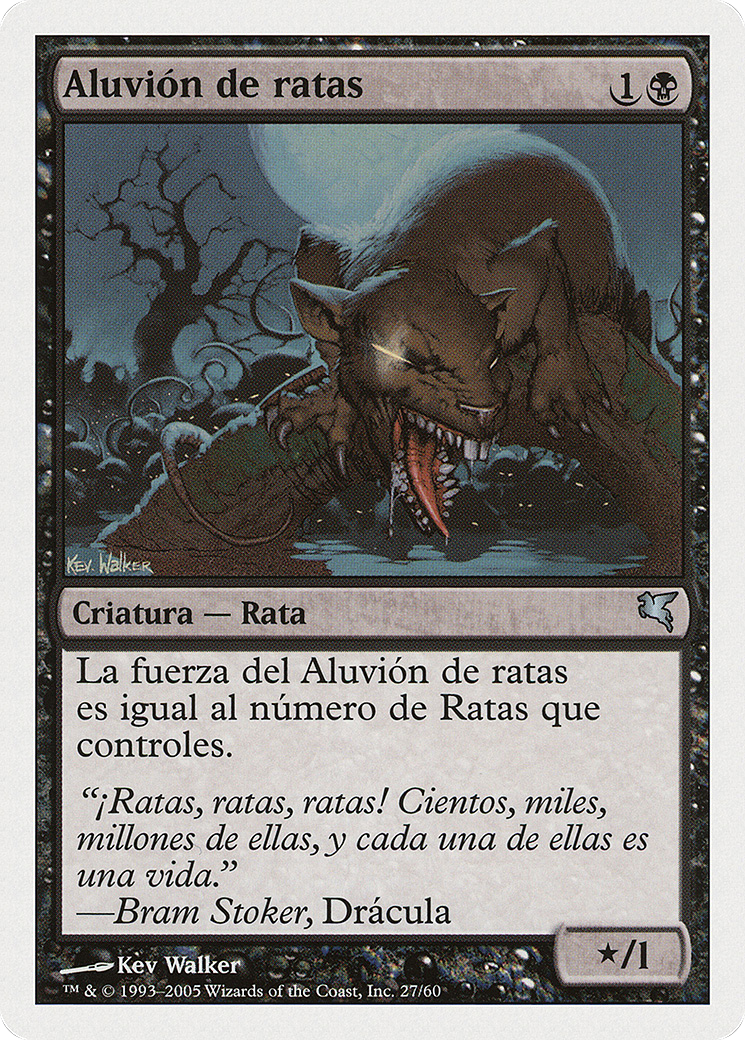 Aluvión de ratas 1
KEV. WALKER
Criatura — Rata
La fuerza del Aluvión de ratas
es igual al número de Ratas que
controles.
“¡Ratas, ratas, ratas! Cientos, miles,
millones de ellas, y cada una de ellas es
una vida.”
—Bram Stoker, Drácula
★/1
Kev Walker
™ & © 1993–2005 Wizards of the Coast, Inc. 27/60